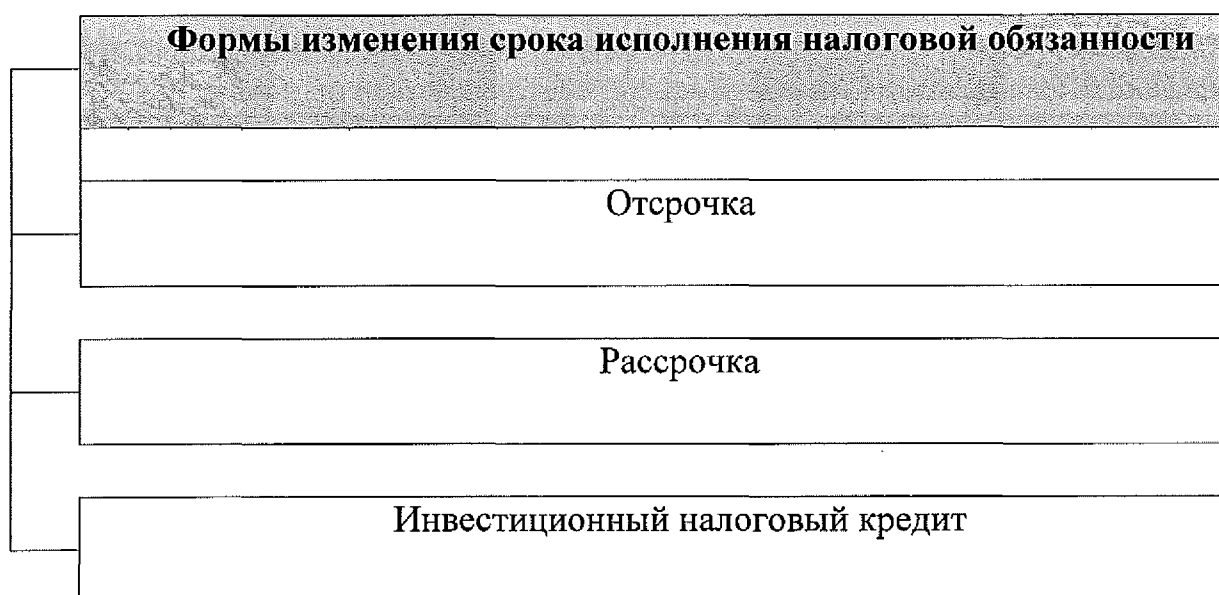 Формы изменения срока исполнения налоговой обязанности
Отсрочка
Рассрочка
Инвестиционный налоговый кредит